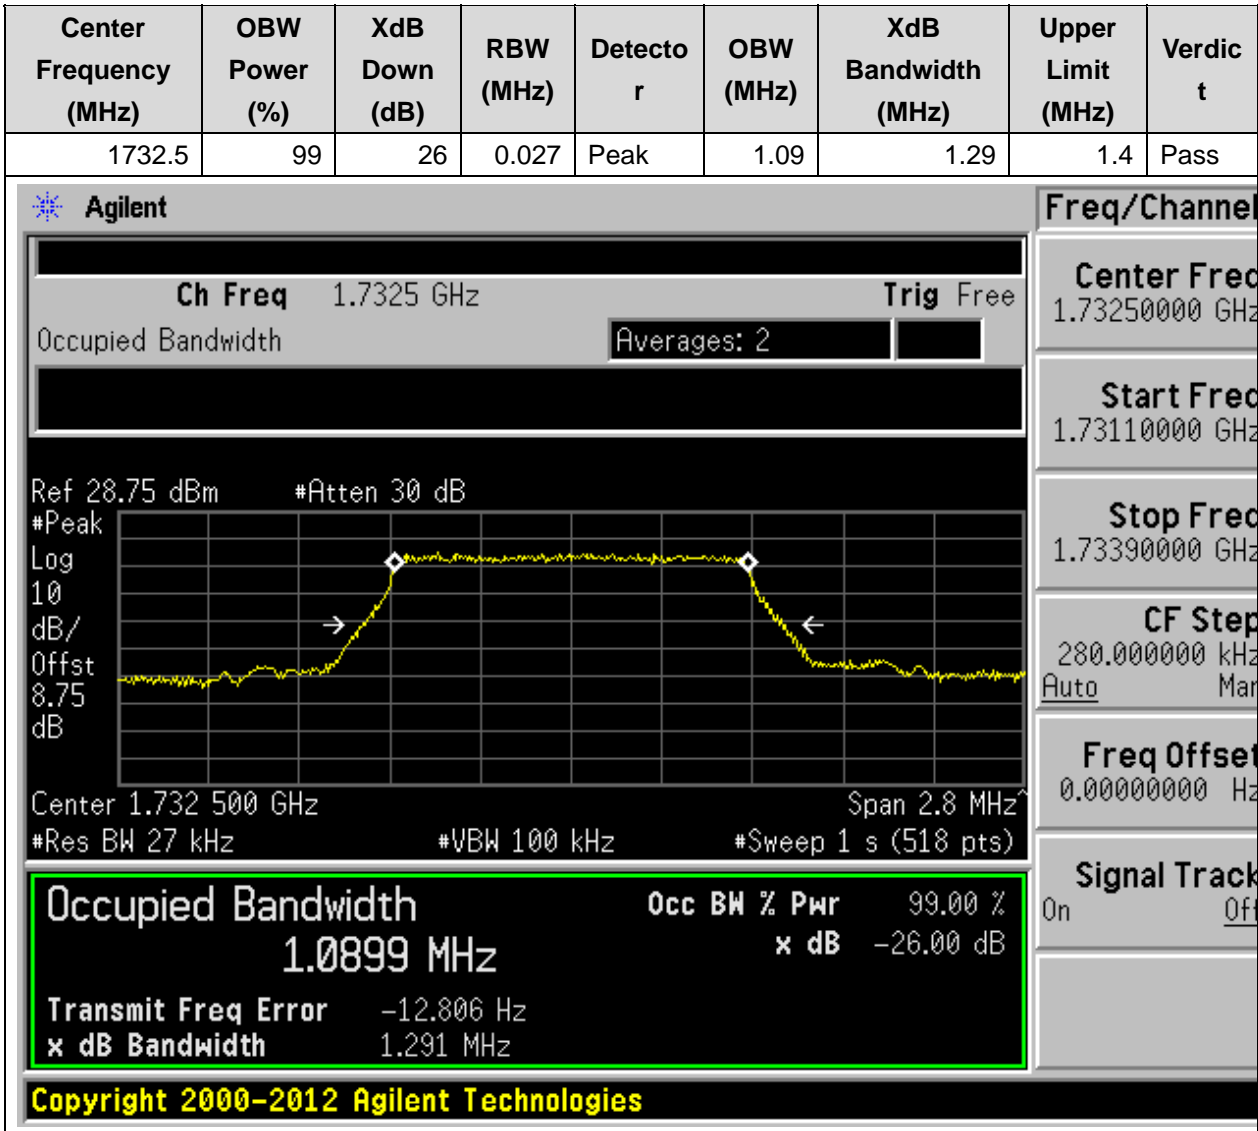 Center Frequency (MHz) OBW Power (%) XdB Down (dB) RBW (MHz) Detecto r OBW (MHz) XdB Bandwidth (MHz) Upper Limit (MHz) Verdic t
1732.5 99 26 0.027 Peak 1.09 1.29 1.4 Pass
Agilent
Freq/Channel
Ch Freq 1.7325 GHz Trig Free
Occupied Bandwidth Averages: 2
Ref 28.75 dBm #Atten 30 dB
#Peak
Log
10
dB/
Offst
8.75
dB
Center 1.732 500 GHz Span 2.8 MHz^
#Res BW 27 kHz #VBW 100 kHz #Sweep 1 s (518 pts)
Occupied Bandwidth Occ BW % Pwr 99.00 %
1.0899 MHz x dB -26.00 dB
Transmit Freq Error -12.806 Hz
x dB Bandwidth 1.291 MHz
Center Freq
1.73250000 GHz
Start Freq
1.73110000 GHz
Stop Freq
1.73390000 GHz
CF Step
280.000000 kHz
Auto Man
Freq Offset
0.00000000 Hz
Signal Track
On Off
Copyright 2000-2012 Agilent Technologies